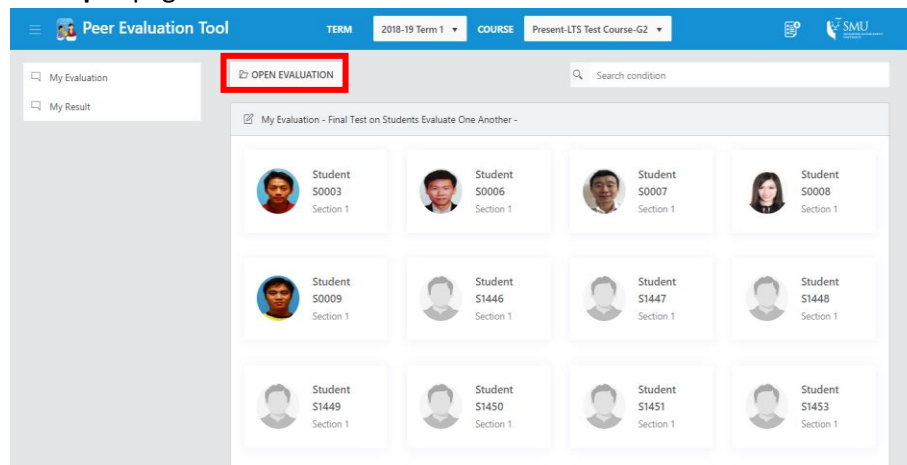 Peer Evaluation Tool TERM 2018-19 Term 1 COURSE Present-LTS Test Course-G2 SMU
My Evaluation
My Result
OPEN EVALUATION Search condition
My Evaluation - Final Test on Students Evaluate One Another -
Student Student Student Student
S0003 S0006 S0007 S0008
Section 1 Section 1 Section 1 Section 1
Student Student Student Student
S0009 S1446 S1447 S1448
Section 1 Section 1 Section 1 Section 1
Student Student Student Student
S1449 S1450 S1451 S1453
Section 1 Section 1 Section 1 Section 1